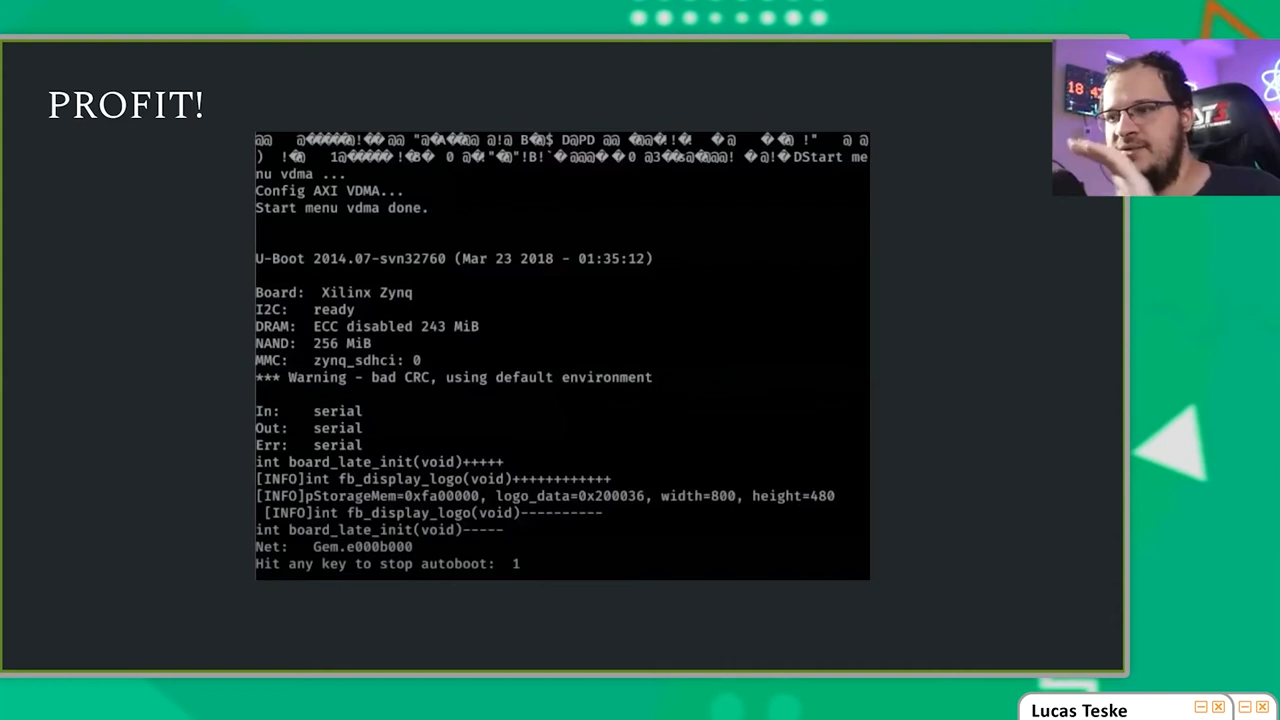 PROFIT!
nu vdma ...
Config AXI VDMA...
Start menu vdma done.
U-Boot 2014.07-svn32760 (Mar 23 2018 - 01:35:12)
Board: Xilinx Zynq
I2C: ready
DRAM: ECC disabled 243 MiB
NAND: 256 MiB
MMC: zynq_sdhci: 0
*** Warning - bad CRC, using default environment
In: serial
Out: serial
Err: serial
int board_late_init(void)+++++
[INFO]int fb_display_logo(void)++++++++++++
[INFO]pStorageMem=0xfa00000, logo_data=0x200036, width=800, height=480
[INFO]int fb_display_logo(void)----------
int board_late_init(void)-----
Net: Gem.e000b000
Hit any key to stop autoboot: 1
Lucas Teske